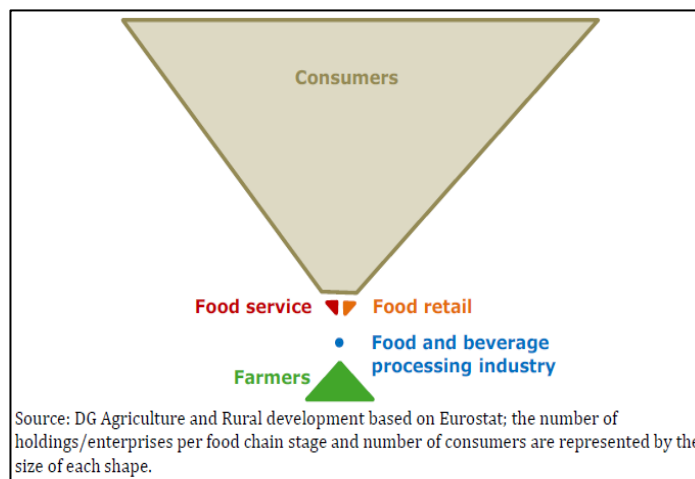 Consumers
Food service
Food retail
Food and beverage
processing industry
Farmers
Source: DG Agriculture and Rural development based on Eurostat; the number of
holdings/enterprises per food chain stage and number of consumers are represented by the
size of each shape.